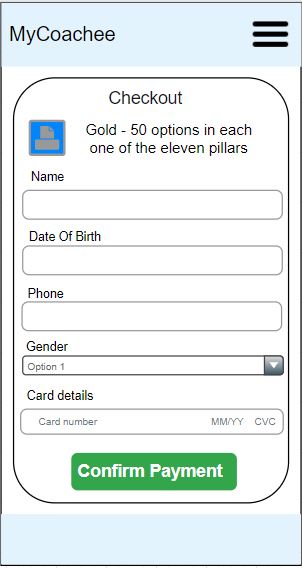 MyCoachee
Checkout
Gold - 50 options in each
one of the eleven pillars
Name
Date Of Birth
Phone
Gender
Option 1
Card details
Card number MM/YY CVC
Confirm Payment